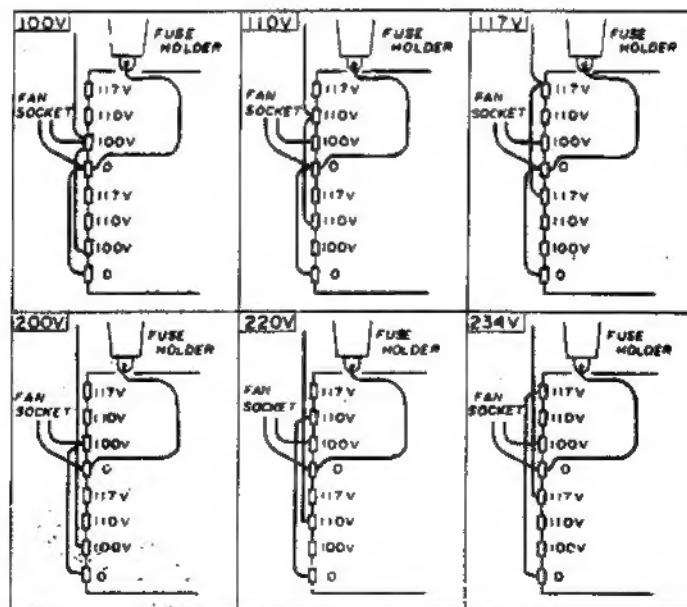 100V
FUSE
HOLDER
FAN
SOCKET
117V
110V
100V
0
117V
110V
100V
0
110V
FUSE
HOLDER
FAN
SOCKET
117V
110V
100V
0
117V
110V
100V
0
117V
FUSE
HOLDER
FAN
SOCKET
117V
110V
100V
0
117V
110V
100V
0
200V
FUSE
HOLDER
FAN
SOCKET
117V
110V
100V
0
117V
110V
100V
0
220V
FUSE
HOLDER
FAN
SOCKET
117V
110V
100V
0
117V
110V
100V
0
234V
FUSE
HOLDER
FAN
SOCKET
117V
110V
100V
0
117V
110V
100V
0